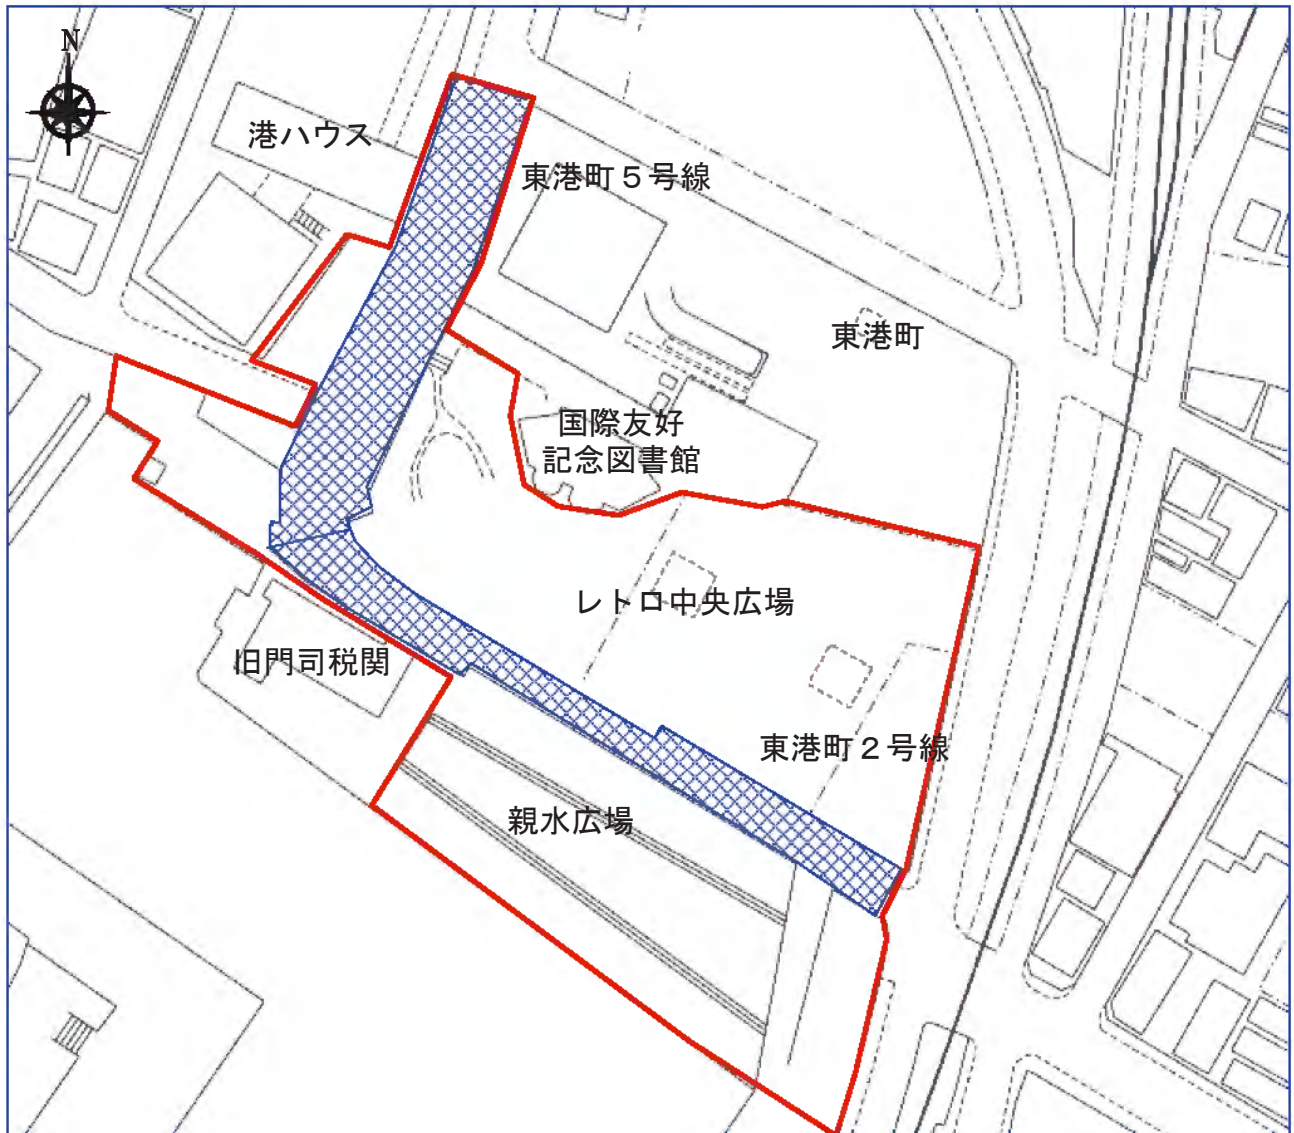 N
港ハウス
東港町５号線
東港町
国際友好
記念図書館
レトロ中央広場
旧門司税関
東港町２号線
親水広場